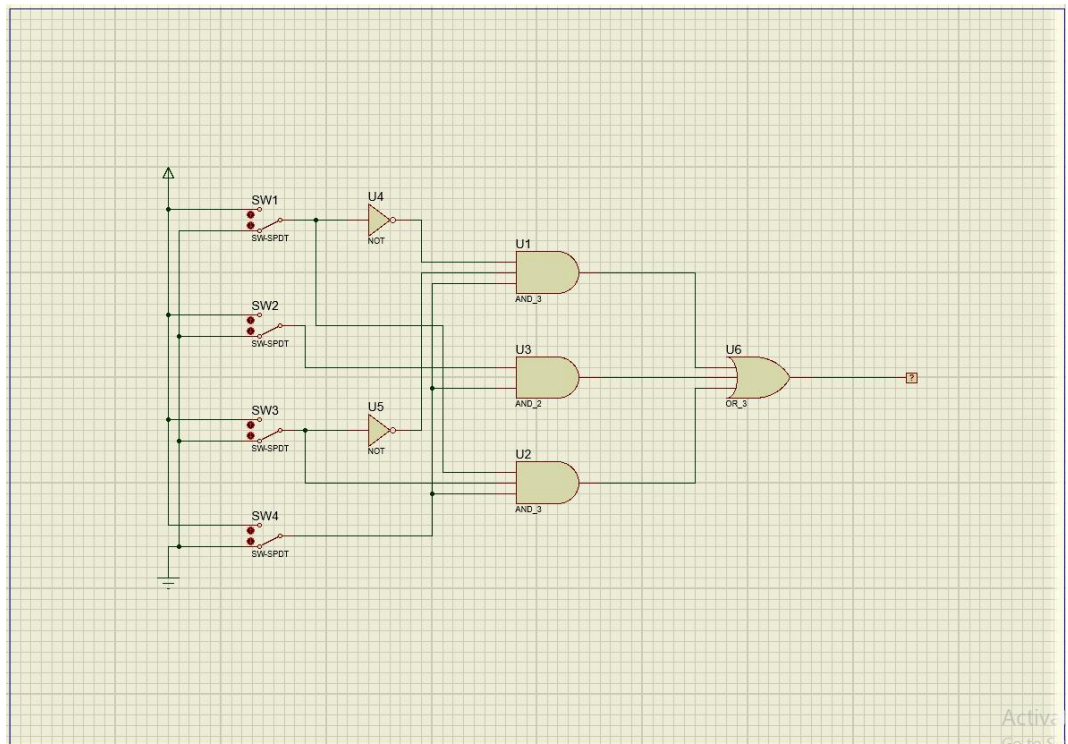 SW1
SW-SPDT
U4
NOT
U1
AND_3
SW2
SW-SPDT
U3
AND_2
U6
OR_3
?
SW3
SW-SPDT
U5
NOT
U2
AND_3
SW4
SW-SPDT
Activa